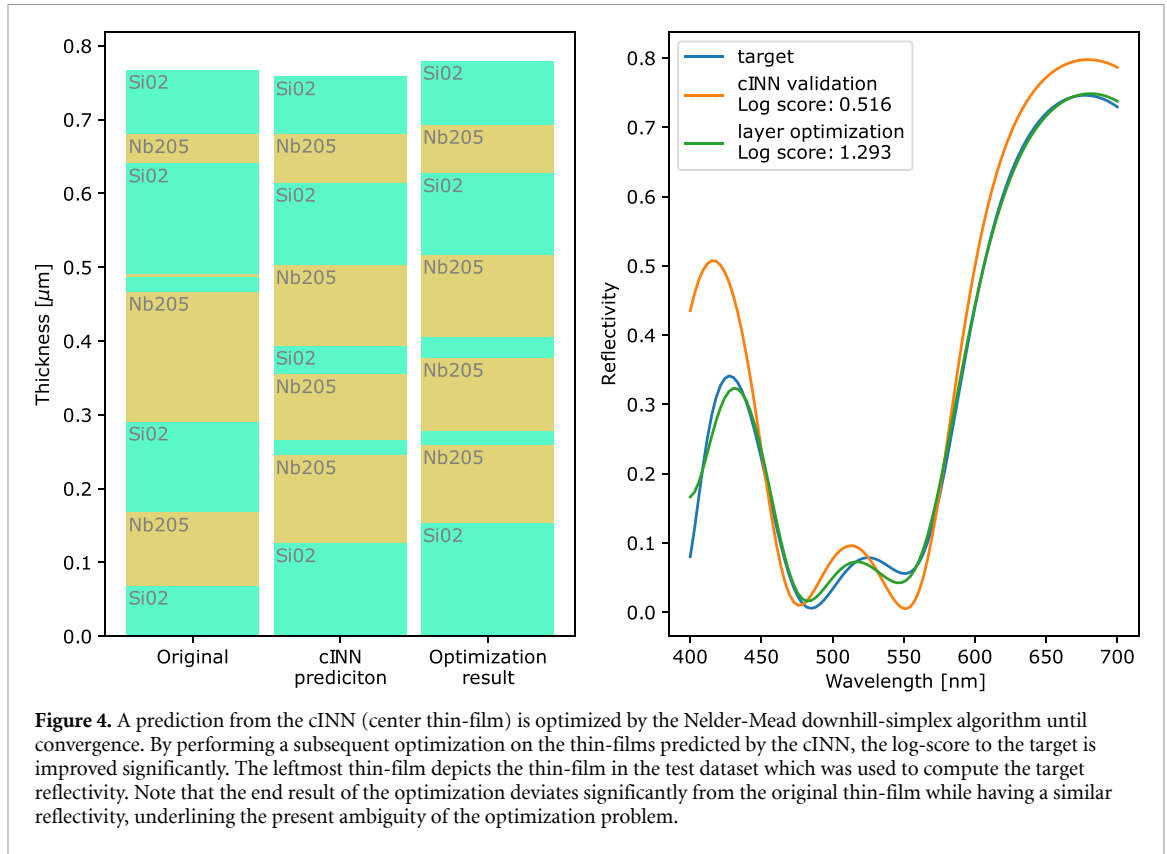 0.8
0.7
0.6
0.5
0.4
0.3
0.2
0.1
0.0
Thickness [μm]
Si02
Nb205
Si02
Nb205
Si02
Nb205
Si02
Si02
Nb205
Si02
Nb205
Si02
Nb205
Nb205
Si02
Si02
Nb205
Si02
Nb205
Nb205
Nb205
Si02
Original
cINN
prediciton
Optimization
result
target
cINN validation
Log score: 0.516
layer optimization
Log score: 1.293
0.8
0.7
0.6
0.5
0.4
0.3
0.2
0.1
0.0
Reflectivity
400 450 500 550 600 650 700
Wavelength [nm]
Figure 4. A prediction from the cINN (center thin-film) is optimized by the Nelder-Mead downhill-simplex algorithm until
convergence. By performing a subsequent optimization on the thin-films predicted by the cINN, the log-score to the target is
improved significantly. The leftmost thin-film depicts the thin-film in the test dataset which was used to compute the target
reflectivity. Note that the end result of the optimization deviates significantly from the original thin-film while having a similar
reflectivity, underlining the present ambiguity of the optimization problem.